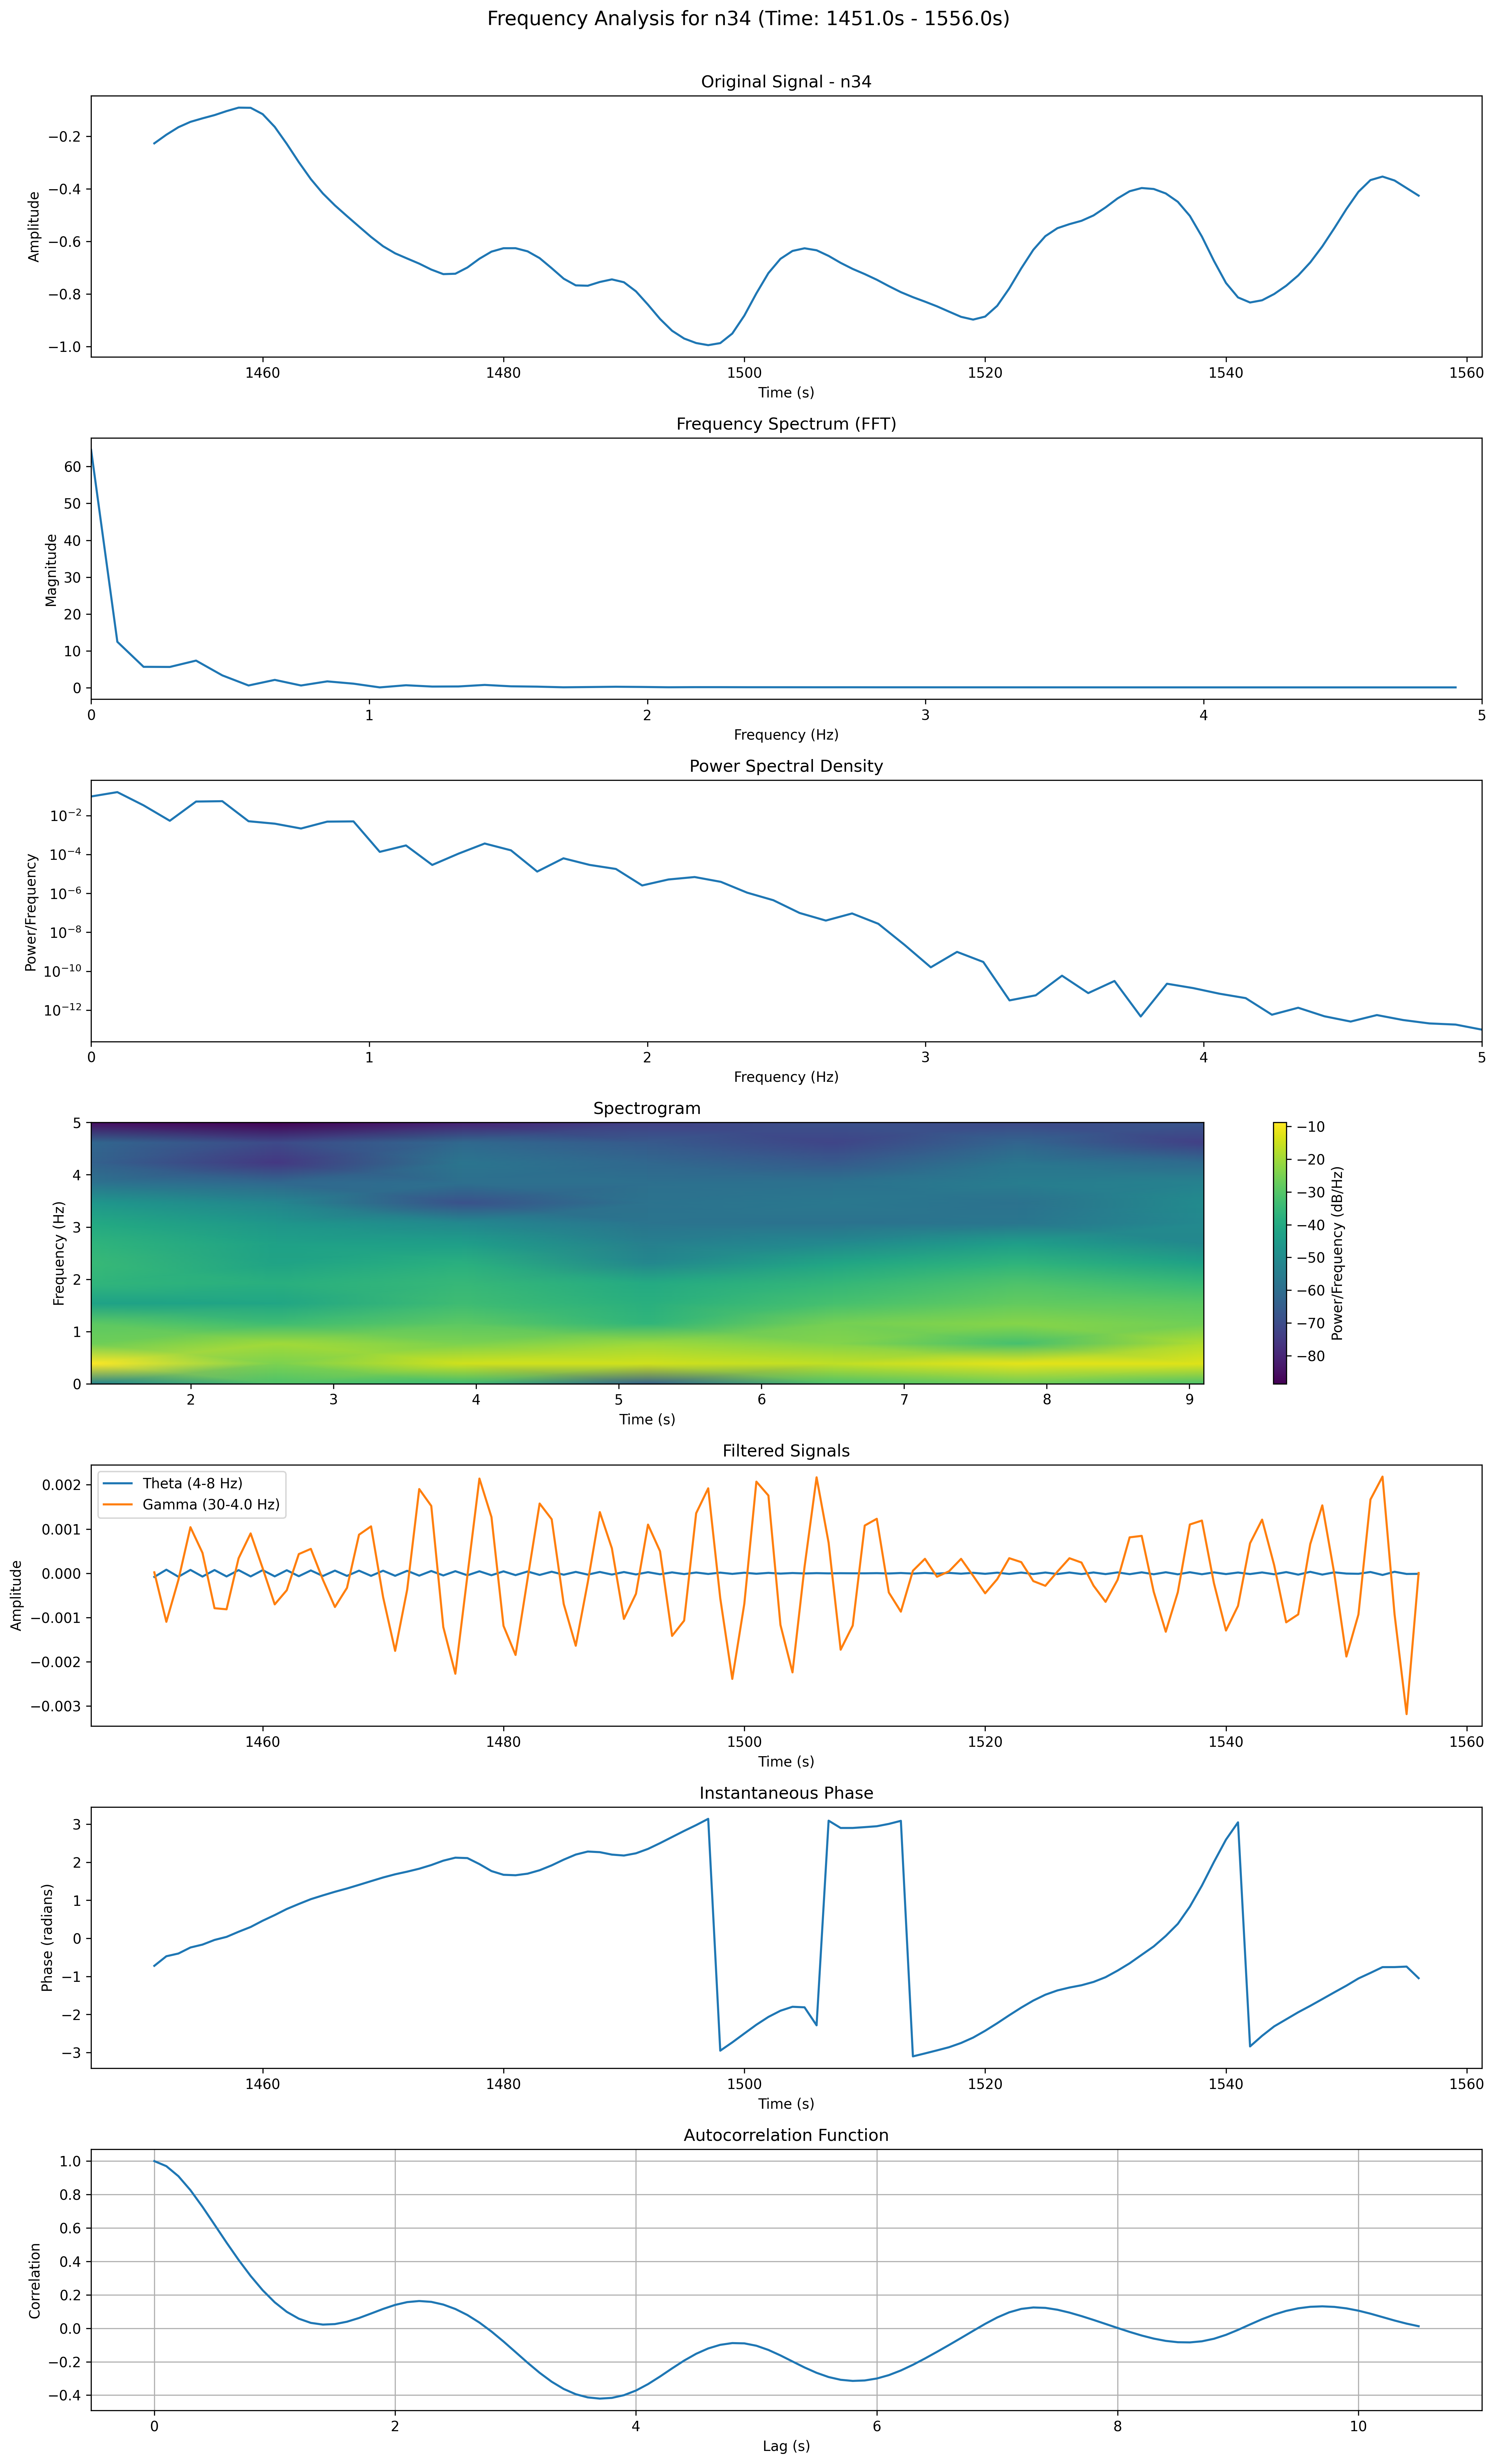 Frequency Analysis for n34 (Time: 1451.0s - 1556.0s)
Original Signal - n34
Amplitude
−0.2
−0.4
−0.6
−0.8
−1.0
1460 1480 1500 1520 1540 1560
Time (s)
Frequency Spectrum (FFT)
Magnitude
60
50
40
30
20
10
0
0 1 2 3 4 5
Frequency (Hz)
Power Spectral Density
Power/Frequency
10⁻²
10⁻⁴
10⁻⁶
10⁻⁸
10⁻¹⁰
10⁻¹²
0 1 2 3 4 5
Frequency (Hz)
Spectrogram
Frequency (Hz)
5
4
3
2
1
0
2 3 4 5 6 7 8 9
Time (s)
−10
−20
−30
−40
−50
−60
−70
−80
Power/Frequency (dB/Hz)
Filtered Signals
Theta (4-8 Hz)
Gamma (30-4.0 Hz)
Amplitude
0.002
0.001
0.000
−0.001
−0.002
−0.003
1460 1480 1500 1520 1540 1560
Time (s)
Instantaneous Phase
Phase (radians)
3
2
1
0
−1
−2
−3
1460 1480 1500 1520 1540 1560
Time (s)
Autocorrelation Function
Correlation
1.0
0.8
0.6
0.4
0.2
0.0
−0.2
−0.4
0 2 4 6 8 10
Lag (s)